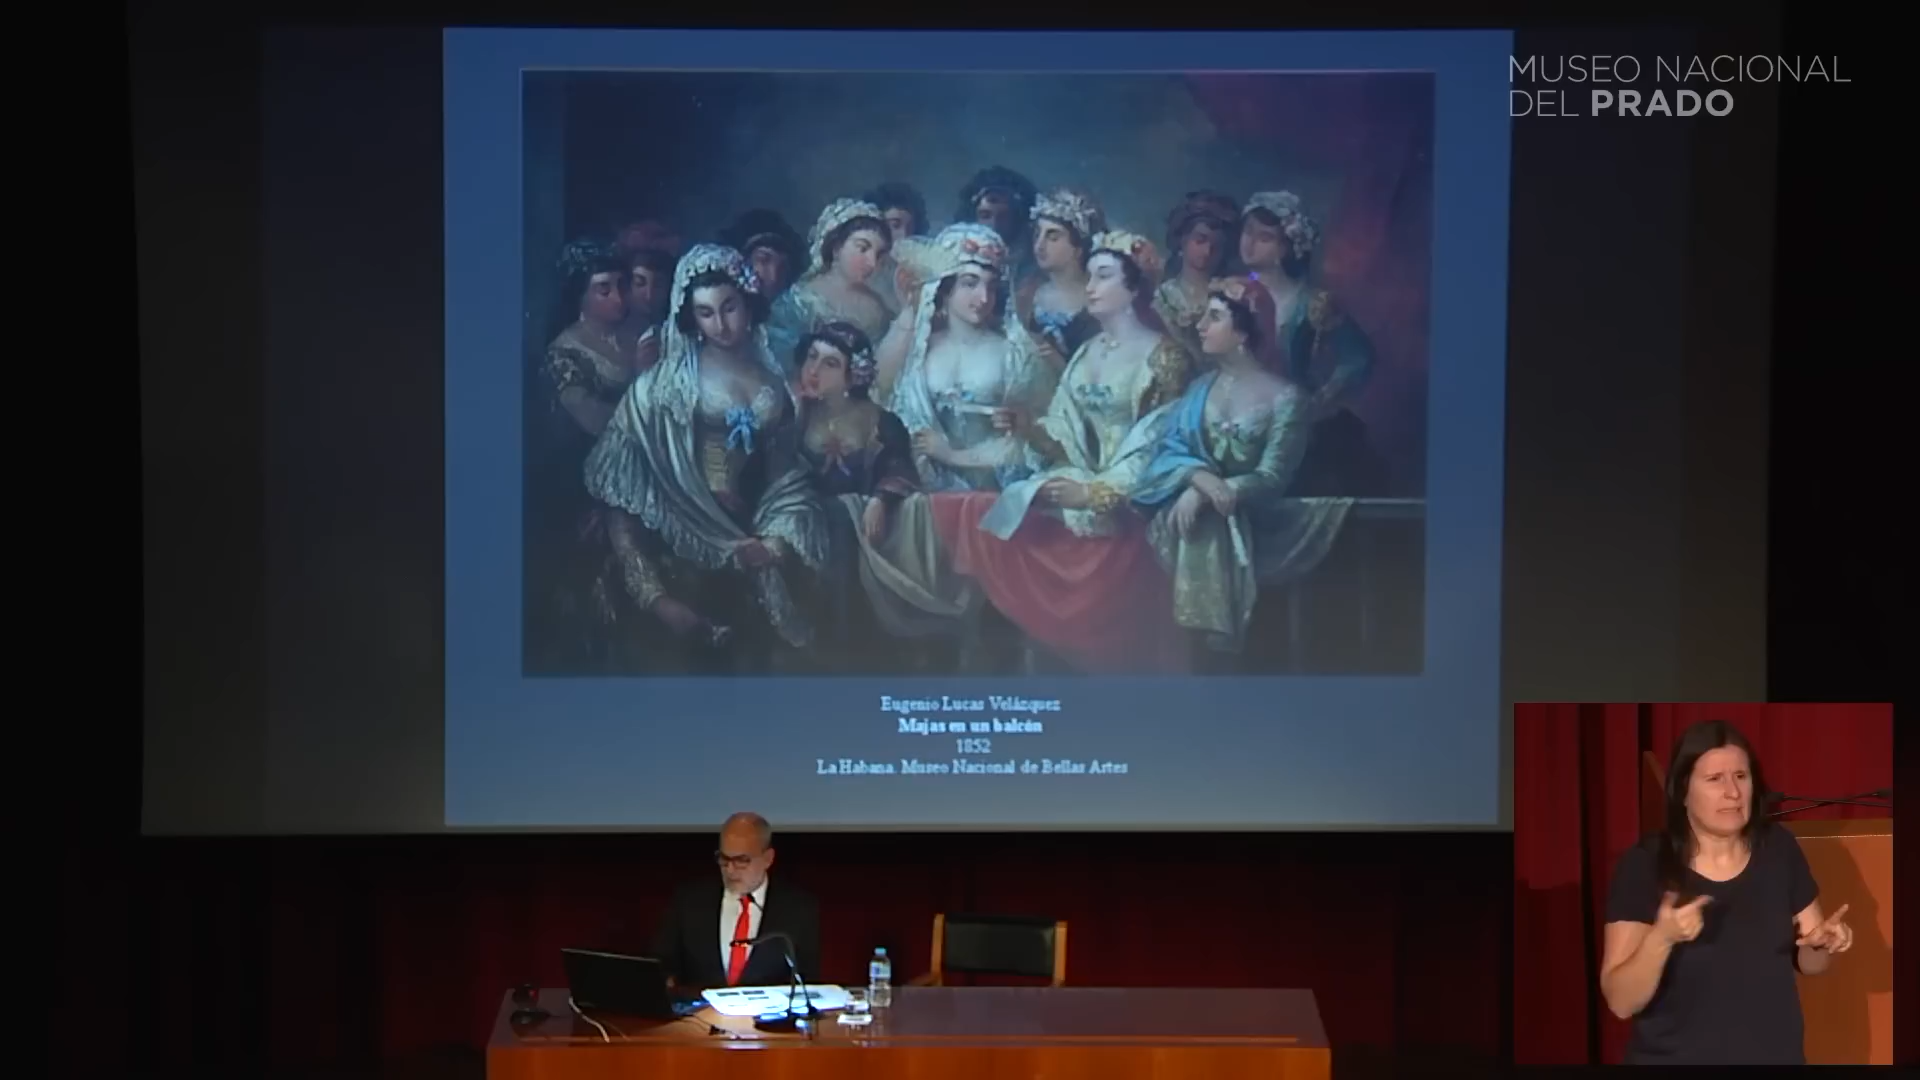 MUSEO NACIONAL
DEL PRADO
Eugenio Lucas Velázquez
Majas en un balcón
1852
La Habana. Museo Nacional de Bellas Artes